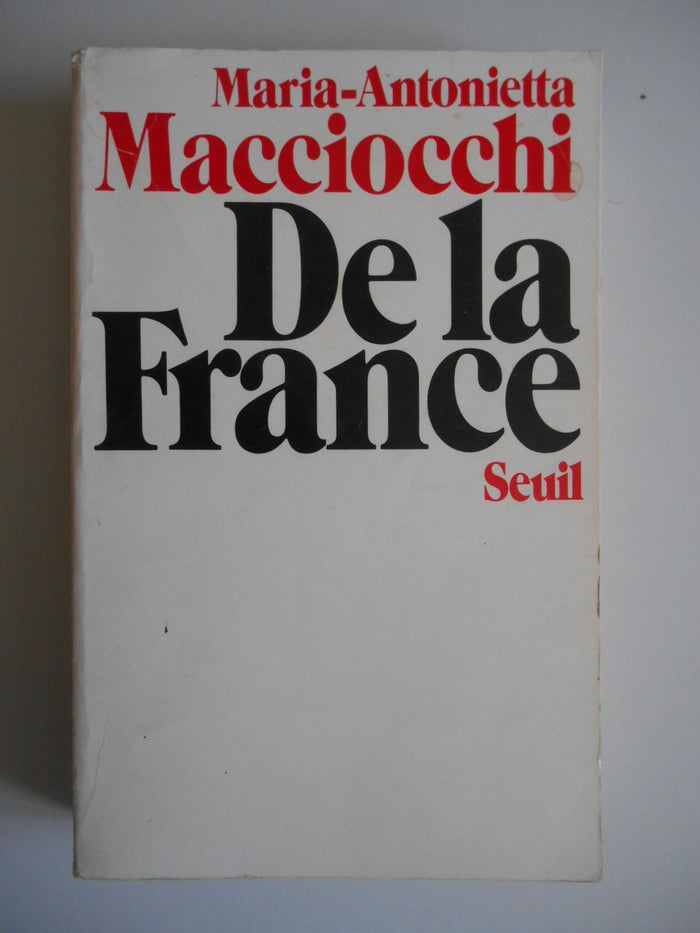 Maria-Antonietta
Macciocchi
De la
France
Seuil